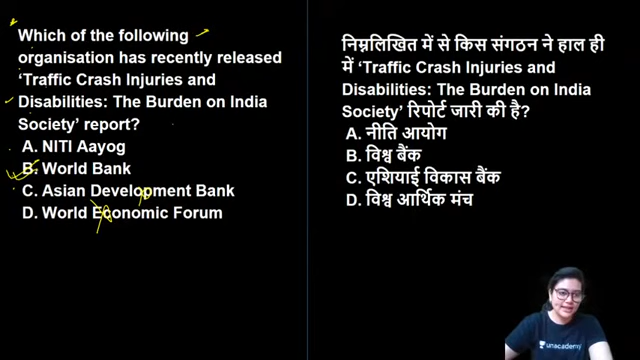 Which of the following
organisation has recently released
‘Traffic Crash Injuries and
Disabilities: The Burden on India
Society’ report?
A. NITI Aayog
B. World Bank
C. Asian Development Bank
D. World Economic Forum
निम्नलिखित में से किस संगठन ने हाल ही
में ‘Traffic Crash Injuries and
Disabilities: The Burden on India
Society’ रिपोर्ट जारी की है?
A. नीति आयोग
B. विश्व बैंक
C. एशियाई विकास बैंक
D. विश्व आर्थिक मंच
unacademy